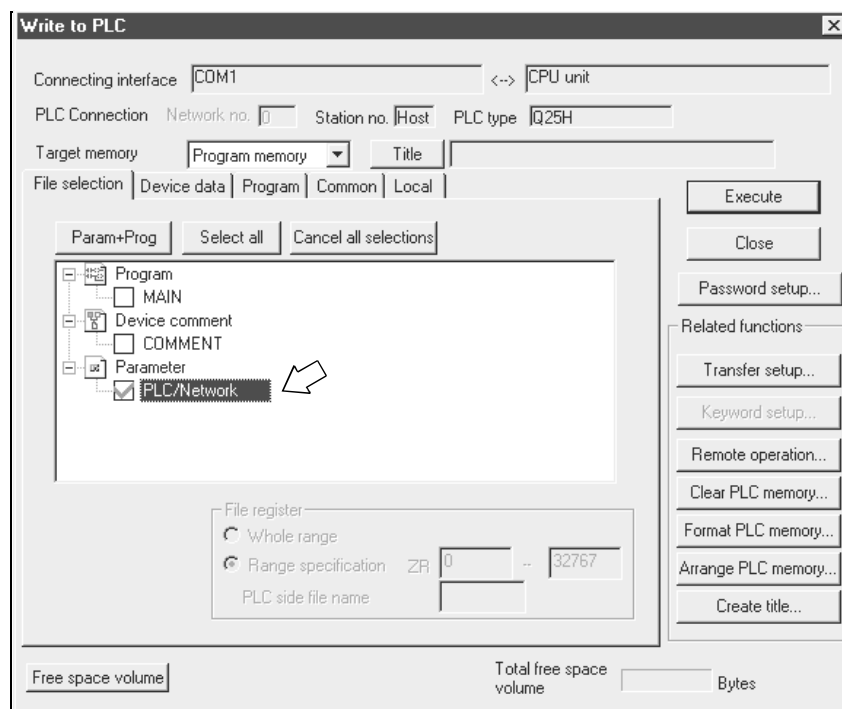 Write to PLC
Connecting interface COM1 <--> CPU unit
PLC Connection Network no. 0 Station no. Host PLC type Q25H
Target memory Program memory Title
File selection Device data Program Common Local
Execute
Param+Prog Select all Cancel all selections
Close
Program
MAIN
Password setup...
Device comment
Related functions
COMMENT
Parameter
Transfer setup...
PLC/Network
Keyword setup...
Remote operation...
Clear PLC memory...
File register
Whole range
Format PLC memory...
Range specification ZR 0 -- 32767
Arrange PLC memory...
PLC side file name
Create title...
Free space volume
Total free space
volume Bytes